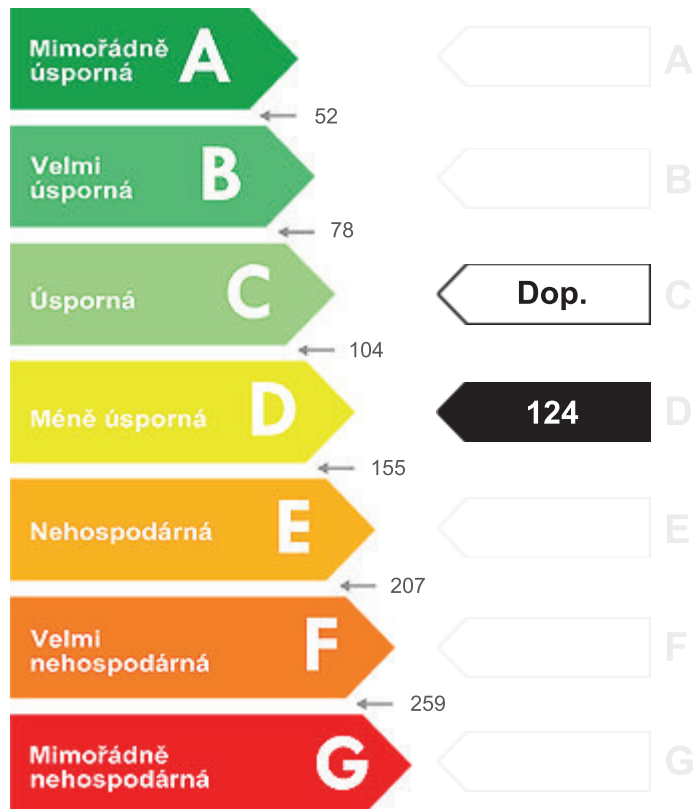 Mimořádně
úsporná
A
A
52
Velmi
úsporná
B
B
78
Úsporná
C
Dop.
C
104
Méně úsporná
D
124
D
155
Nehospodárná
E
E
207
Velmi
nehospodárná
F
F
259
Mimořádně
nehospodárná
G
G